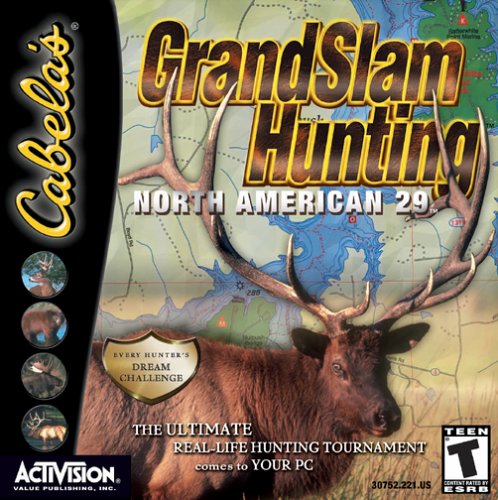 Cabela's®
GrandSlam
Hunting
NORTH AMERICAN 29
286
EVERY HUNTER'S
DREAM
CHALLENGE
THE ULTIMATE
REAL-LIFE HUNTING TOURNAMENT
comes to YOUR PC
ACTIVISION®
VALUE PUBLISHING, INC.
30752.221.US
TEEN
T
CONTENT RATED BY
ESRB